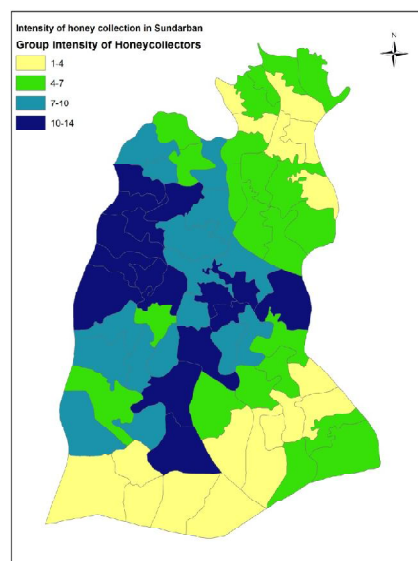 Intensity of honey collection in Sundarban
Group Intensity of Honeycollectors
1-4
4-7
7-10
10-14
N